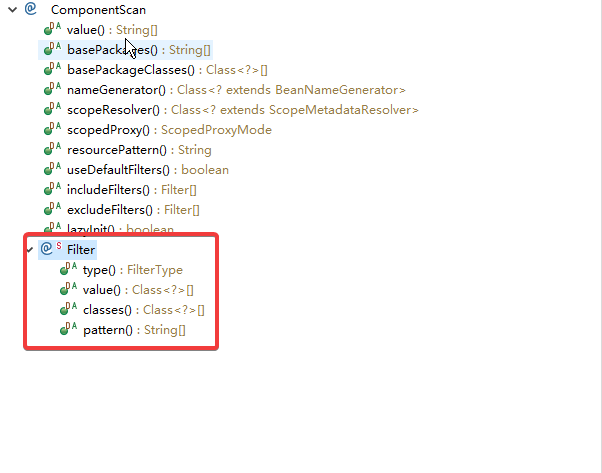 ComponentScan
value() : String[]
basePackages() : String[]
basePackageClasses() : Class<?>[]
nameGenerator() : Class<? extends BeanNameGenerator>
scopeResolver() : Class<? extends ScopeMetadataResolver>
scopedProxy() : ScopedProxyMode
resourcePattern() : String
useDefaultFilters() : boolean
includeFilters() : Filter[]
excludeFilters() : Filter[]
lazyInit() : boolean
Filter
type() : FilterType
value() : Class<?>[]
classes() : Class<?>[]
pattern() : String[]